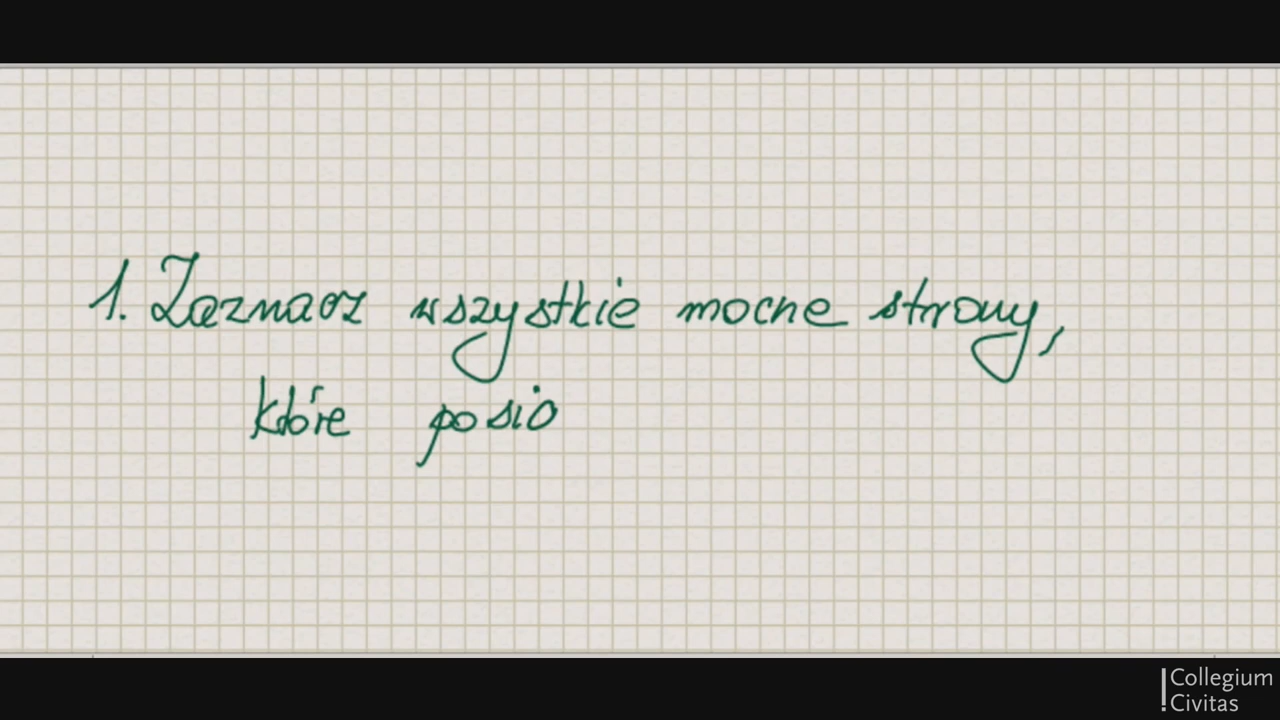 1. Zaznacz wszystkie mocne strony,
które posio
Collegium
Civitas